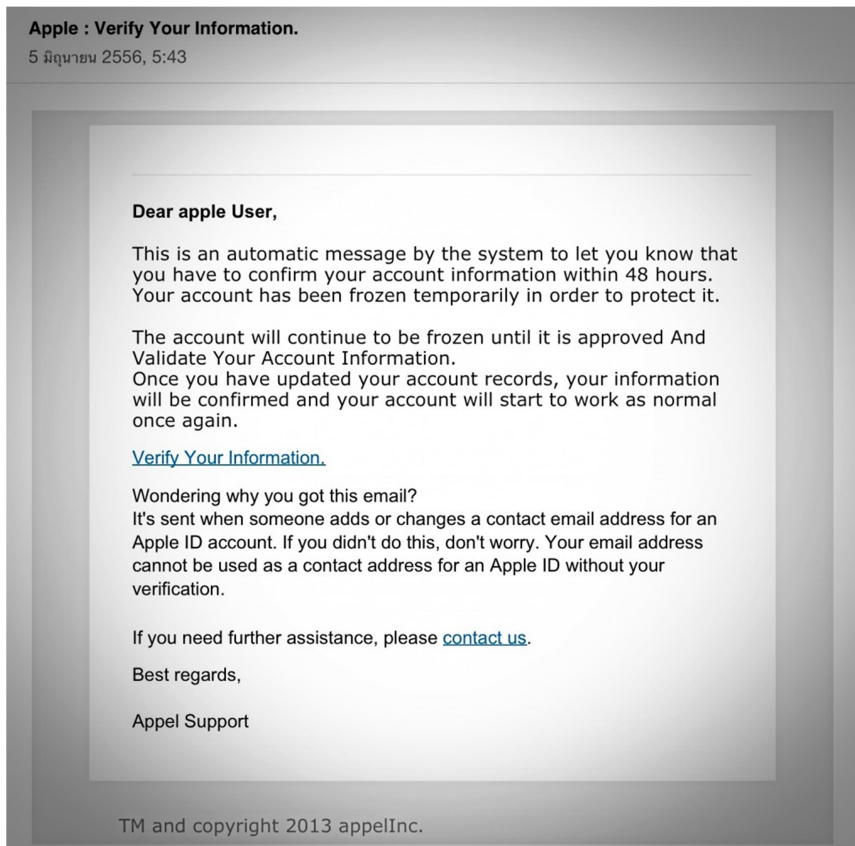 Apple : Verify Your Information.
5 มิถุนายน 2556, 5:43
Dear apple User,
This is an automatic message by the system to let you know that
you have to confirm your account information within 48 hours.
Your account has been frozen temporarily in order to protect it.
The account will continue to be frozen until it is approved And
Validate Your Account Information.
Once you have updated your account records, your information
will be confirmed and your account will start to work as normal
once again.
Verify Your Information.
Wondering why you got this email?
It's sent when someone adds or changes a contact email address for an
Apple ID account. If you didn't do this, don't worry. Your email address
cannot be used as a contact address for an Apple ID without your
verification.
If you need further assistance, please contact us.
Best regards,
Appel Support
TM and copyright 2013 appelInc.